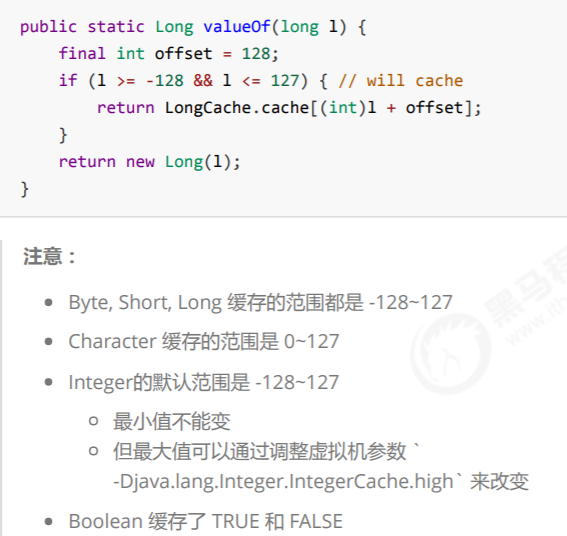 public static Long valueOf(long l) {
final int offset = 128;
if (l >= -128 && l <= 127) { // will cache
return LongCache.cache[(int)l + offset];
}
return new Long(l);
}
注意：
Byte, Short, Long 缓存的范围都是 -128~127
Character 缓存的范围是 0~127
Integer的默认范围是 -128~127
最小值不能变
但最大值可以通过调整虚拟机参数 `
-Djava.lang.Integer.IntegerCache.high` 来改变
Boolean 缓存了 TRUE 和 FALSE
黑马程
www.ith